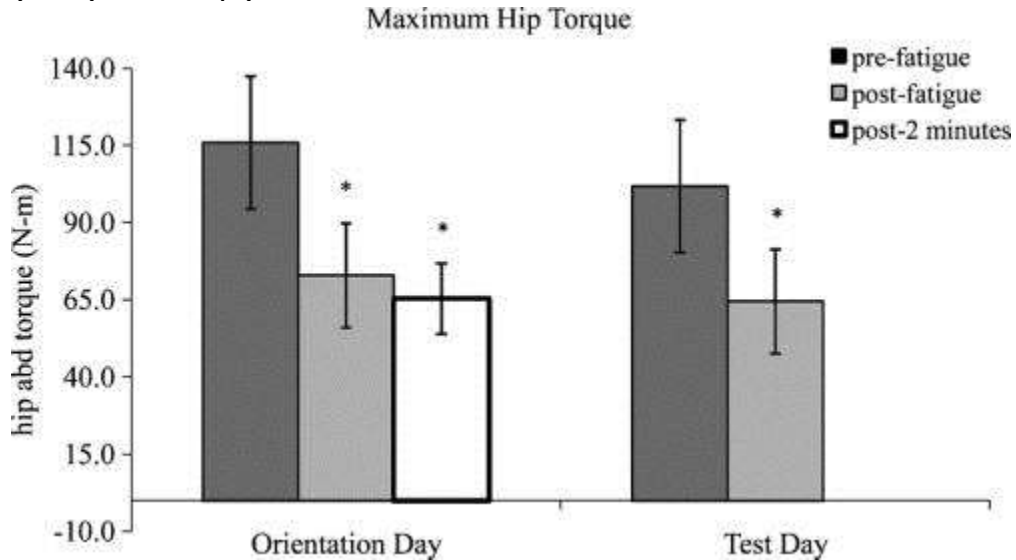 Maximum Hip Torque
pre-fatigue
post-fatigue
post-2 minutes
hip abd torque (N-m)
140.0
115.0
90.0
65.0
40.0
15.0
-10.0
*
*
*
Orientation Day
Test Day